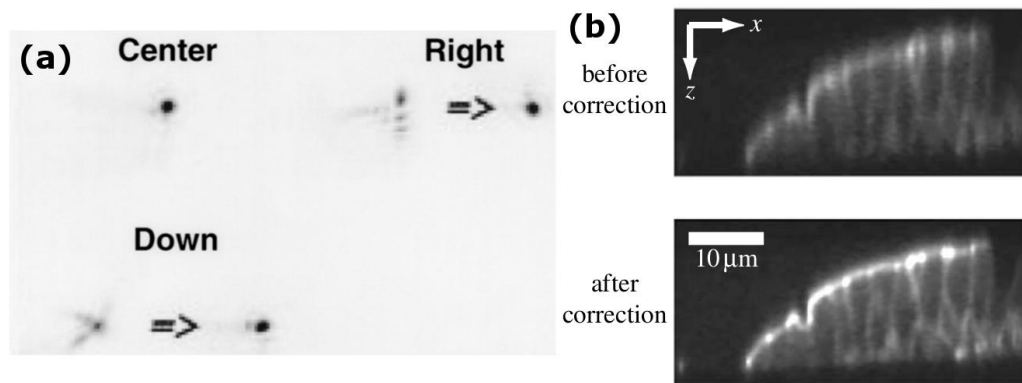 (a)
Center
Right
=>
Down
=>
(b)
x
z
before
correction
10 μm
after
correction